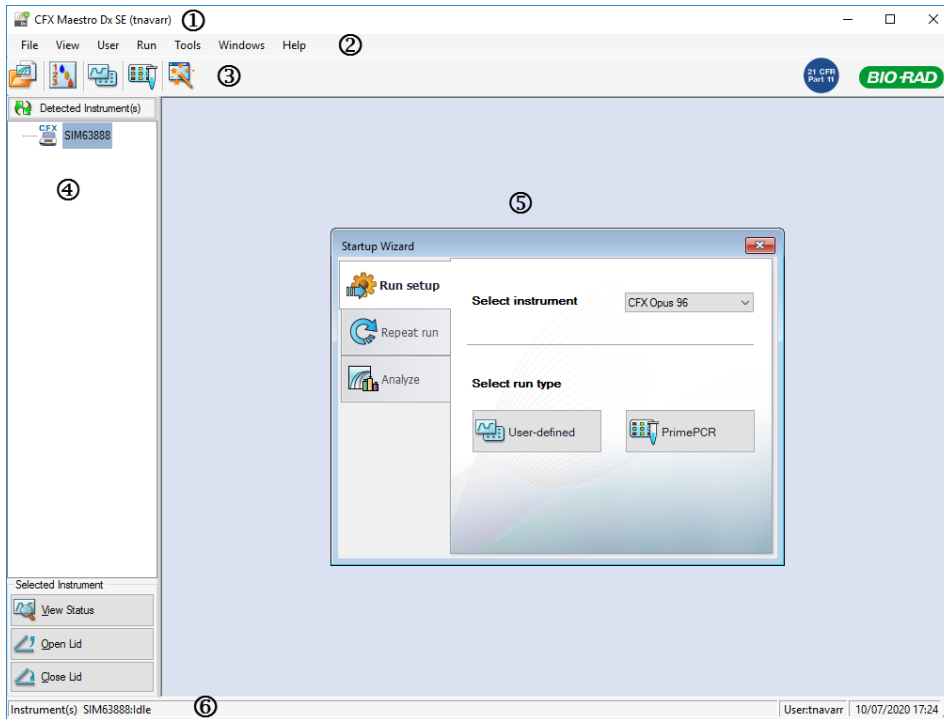 CFX Maestro Dx SE (tnavarr) ①
File View User Run Tools Windows Help ②
③ 21 CFR Part 11 BIO-RAD
Detected Instrument(s)
CFX SIM63888
④
⑤
Startup Wizard
Run setup
Repeat run
Analyze
Select instrument CFX Opus 96
Select run type
User-defined PrimePCR
Selected Instrument
View Status
Open Lid
Close Lid
Instrument(s) SIM63888:Idle ⑥ User:tnavarr 10/07/2020 17:24